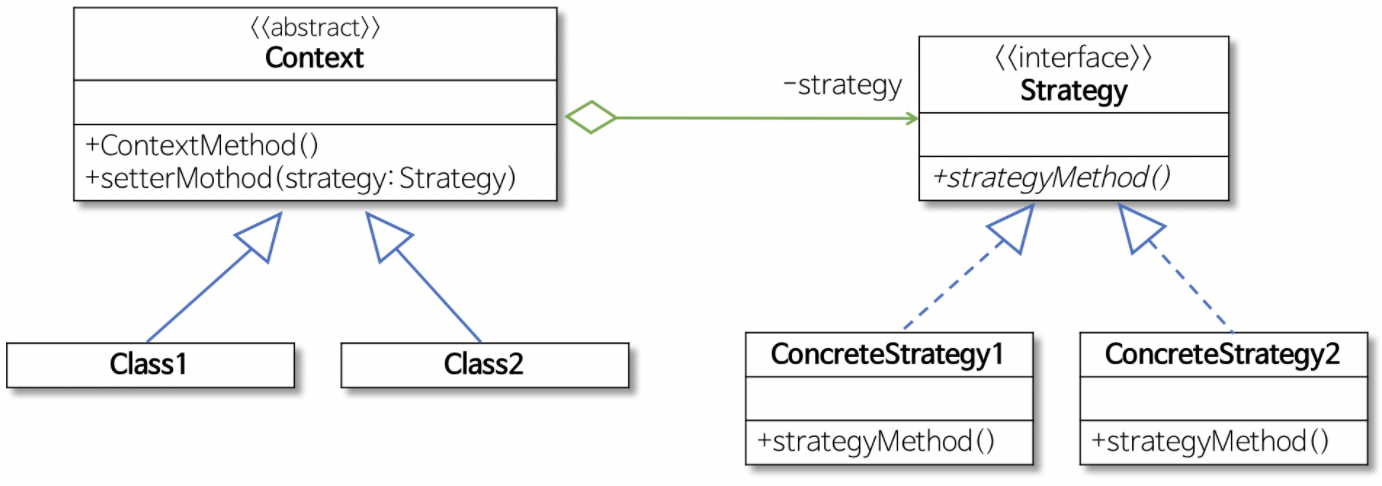 《abstract》
Context
+ContextMethod()
+setterMothod(strategy: Strategy)
-strategy
《interface》
Strategy
+strategyMethod()
Class1
Class2
ConcreteStrategy1
+strategyMethod()
ConcreteStrategy2
+strategyMethod()